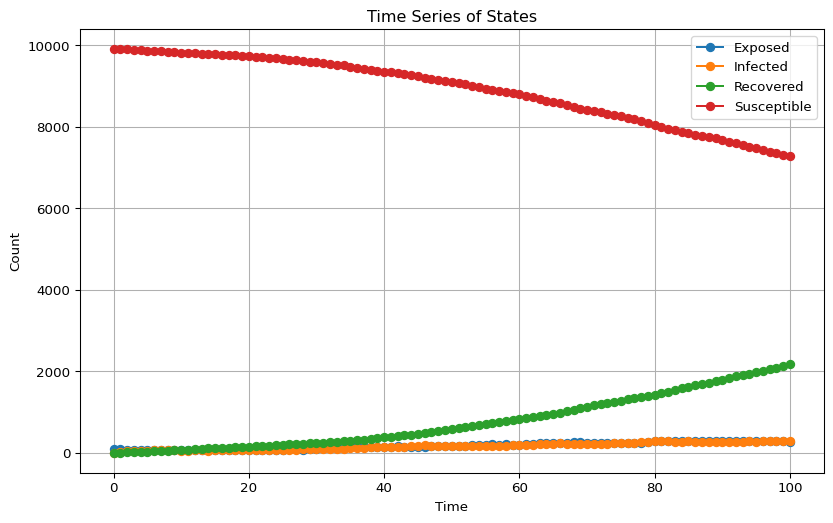 Time Series of States
10000
8000
6000
4000
2000
0
Count
0 20 40 60 80 100
Time
Exposed
Infected
Recovered
Susceptible